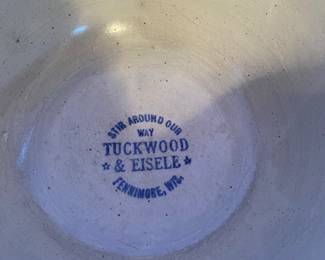 STIR AROUND OUR
WAY
TUCKWOOD
& EISELE
FENNIMORE, WIS.